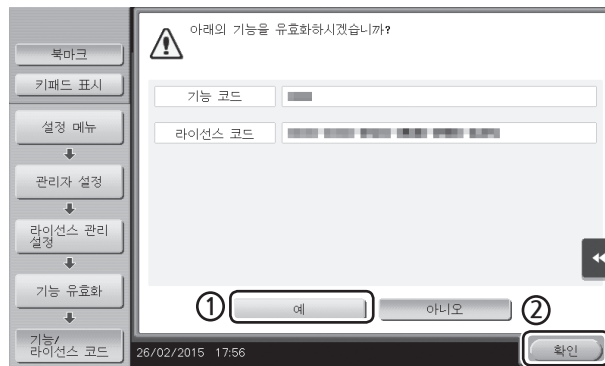 아래의 기능을 유효화하시겠습니까?
북마크
키패드 표시
기능 코드
설정 메뉴
라이선스 코드
관리자 설정
라이선스 관리
설정
기능 유효화
① 예
아니오 ②
기능/
라이선스 코드
26/02/2015 17:56
확인